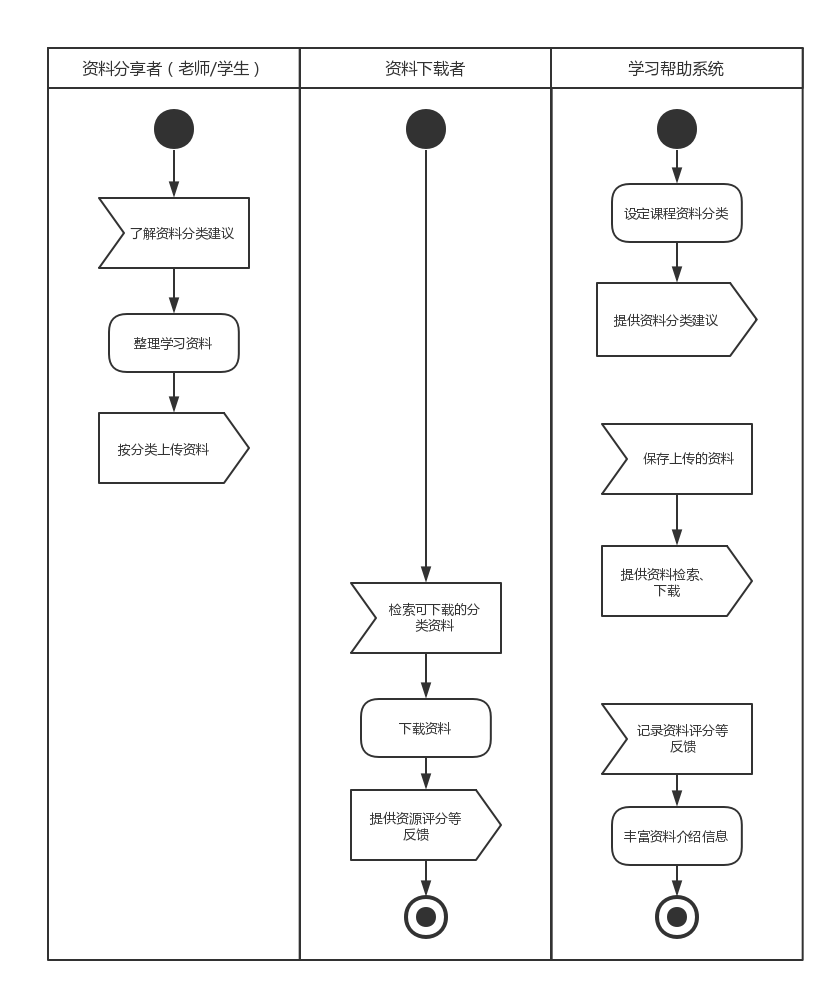 资料分享者（老师/学生）
资料下载者
学习帮助系统
了解资料分类建议
整理学习资料
按分类上传资料
检索可下载的分
类资料
下载资料
提供资源评分等
反馈
设定课程资料分类
提供资料分类建议
保存上传的资料
提供资料检索、
下载
记录资料评分等
反馈
丰富资料介绍信息